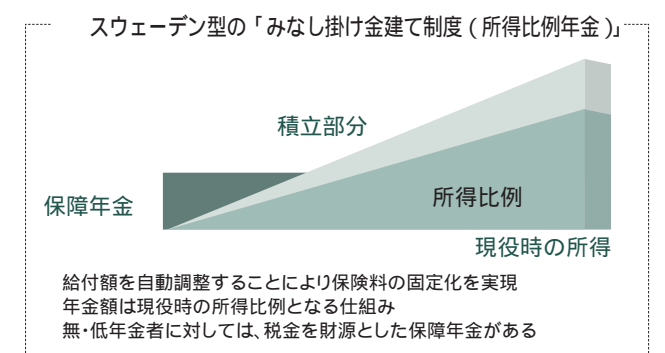 スウェーデン型の「みなし掛け金建て制度(所得比例年金)」
積立部分
保障年金
所得比例
現役時の所得
給付額を自動調整することにより保険料の固定化を実現
年金額は現役時の所得比例となる仕組み
無・低年金者に対しては、税金を財源とした保障年金がある